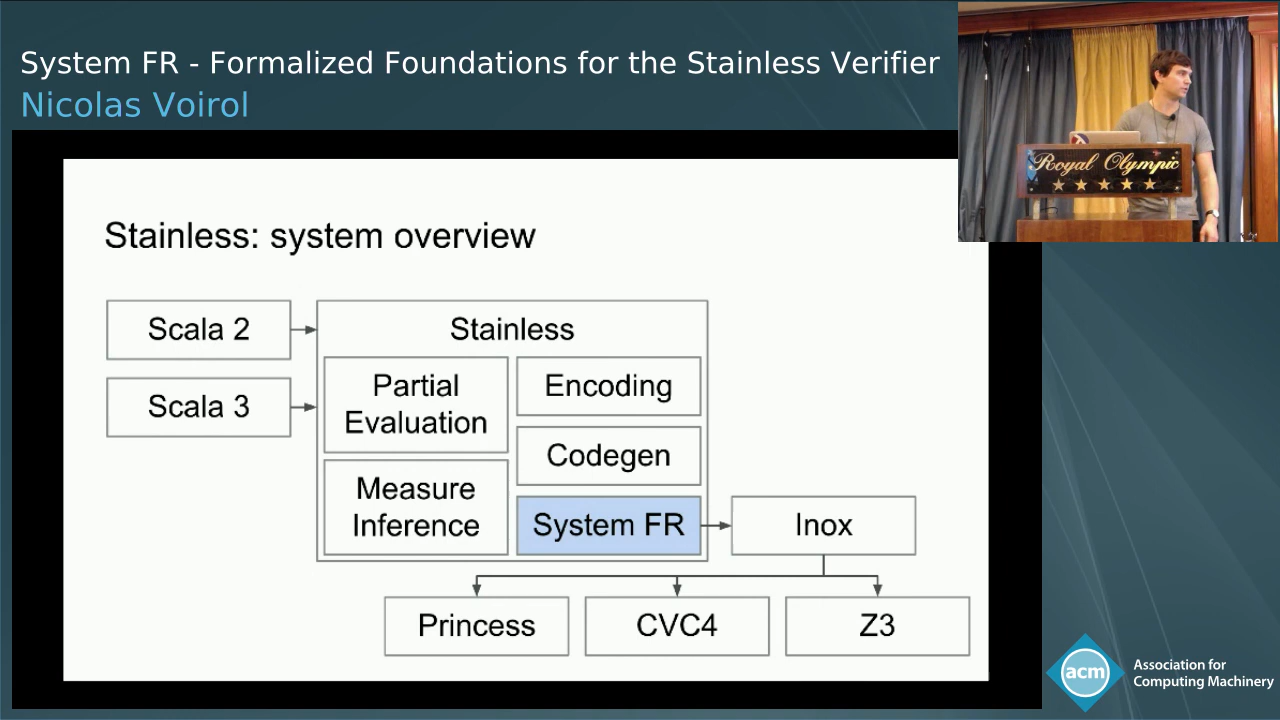 System FR - Formalized Foundations for the Stainless Verifier
Nicolas Voirol
Royal Olympic
Stainless: system overview
Scala 2
Scala 3
Stainless
Partial
Evaluation
Measure
Inference
Encoding
Codegen
System FR
Inox
Princess
CVC4
Z3
acm
Association for
Computing Machinery